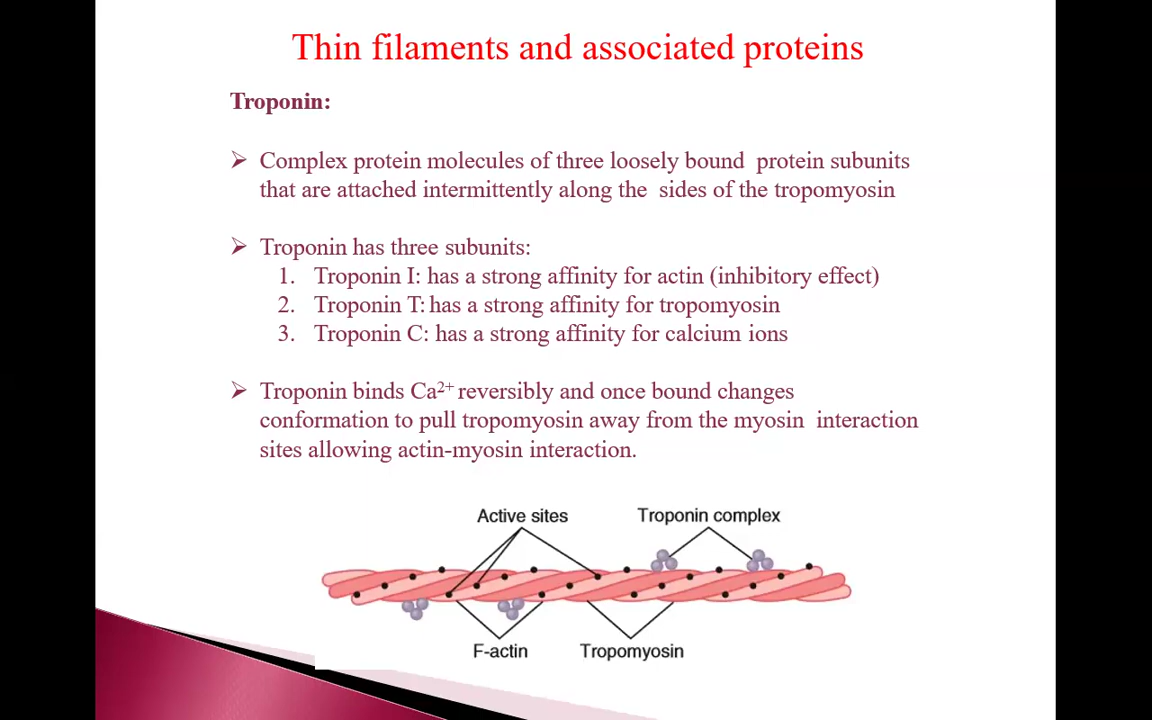 Thin filaments and associated proteins
Troponin:
➢ Complex protein molecules of three loosely bound protein subunits
that are attached intermittently along the sides of the tropomyosin
➢ Troponin has three subunits:
1. Troponin I: has a strong affinity for actin (inhibitory effect)
2. Troponin T: has a strong affinity for tropomyosin
3. Troponin C: has a strong affinity for calcium ions
➢ Troponin binds Ca²⁺ reversibly and once bound changes
conformation to pull tropomyosin away from the myosin interaction
sites allowing actin-myosin interaction.
Active sites
Troponin complex
F-actin
Tropomyosin